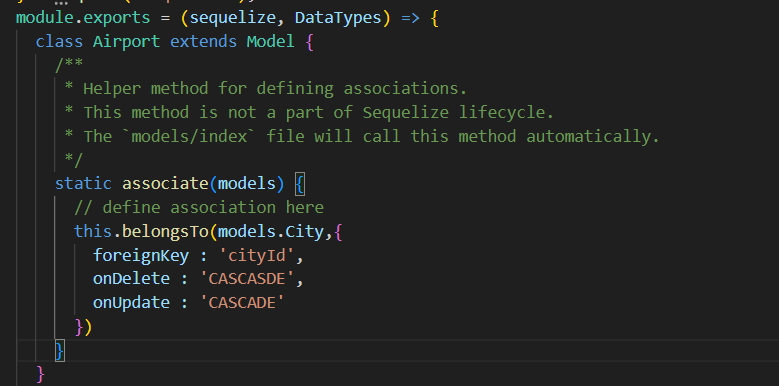 module.exports = (sequelize, DataTypes) => {
class Airport extends Model {
/**
* Helper method for defining associations.
* This method is not a part of Sequelize lifecycle.
* The `models/index` file will call this method automatically.
*/
static associate(models) {
// define association here
this.belongsTo(models.City,{
foreignKey : 'cityId',
onDelete : 'CASCASDE',
onUpdate : 'CASCADE'
})
}
}